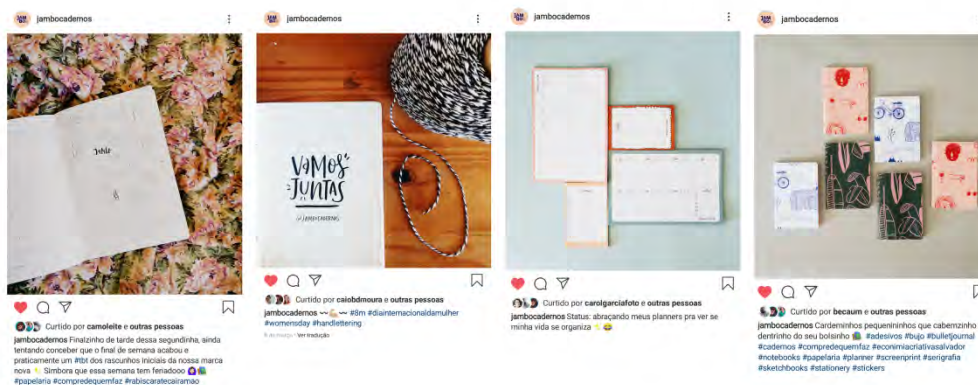 jambocadernos
VAMOS
JUNTAS
@JAMBOCADERNOS
Curtido por camoleite e outras pessoas
jambocadernos Finalzinho de tarde dessa segundinha, ainda
tentando conceber que o final de semana acabou e
praticamente um #tbt dos rascunhos iniciais da nossa marca
nova Simbora que essa semana tem feriadooo
#papelaria #compredequemfaz #rabiscaratecairamao
jambocadernos
Curtido por caiobdmoura e outras pessoas
jambocadernos #8m #diainternacionaldamulher
#womensday #handlettering
8 de março · Ver tradução
jambocadernos
Curtido por carolgarciafoto e outras pessoas
jambocadernos Status: abraçando meus planners pra ver se
minha vida se organiza
jambocadernos
Curtido por becaum e outras pessoas
jambocadernos Carderninhos pequenininhos que cabemzinho
dentrinho do seu bolsinho #adesivos #bujo #bulletjournal
#cadernos #compredequemfaz #econimiacriativasalvador
#notebooks #papelaria #planner #screenprint #serigrafia
#sketchbooks #stationery #stickers